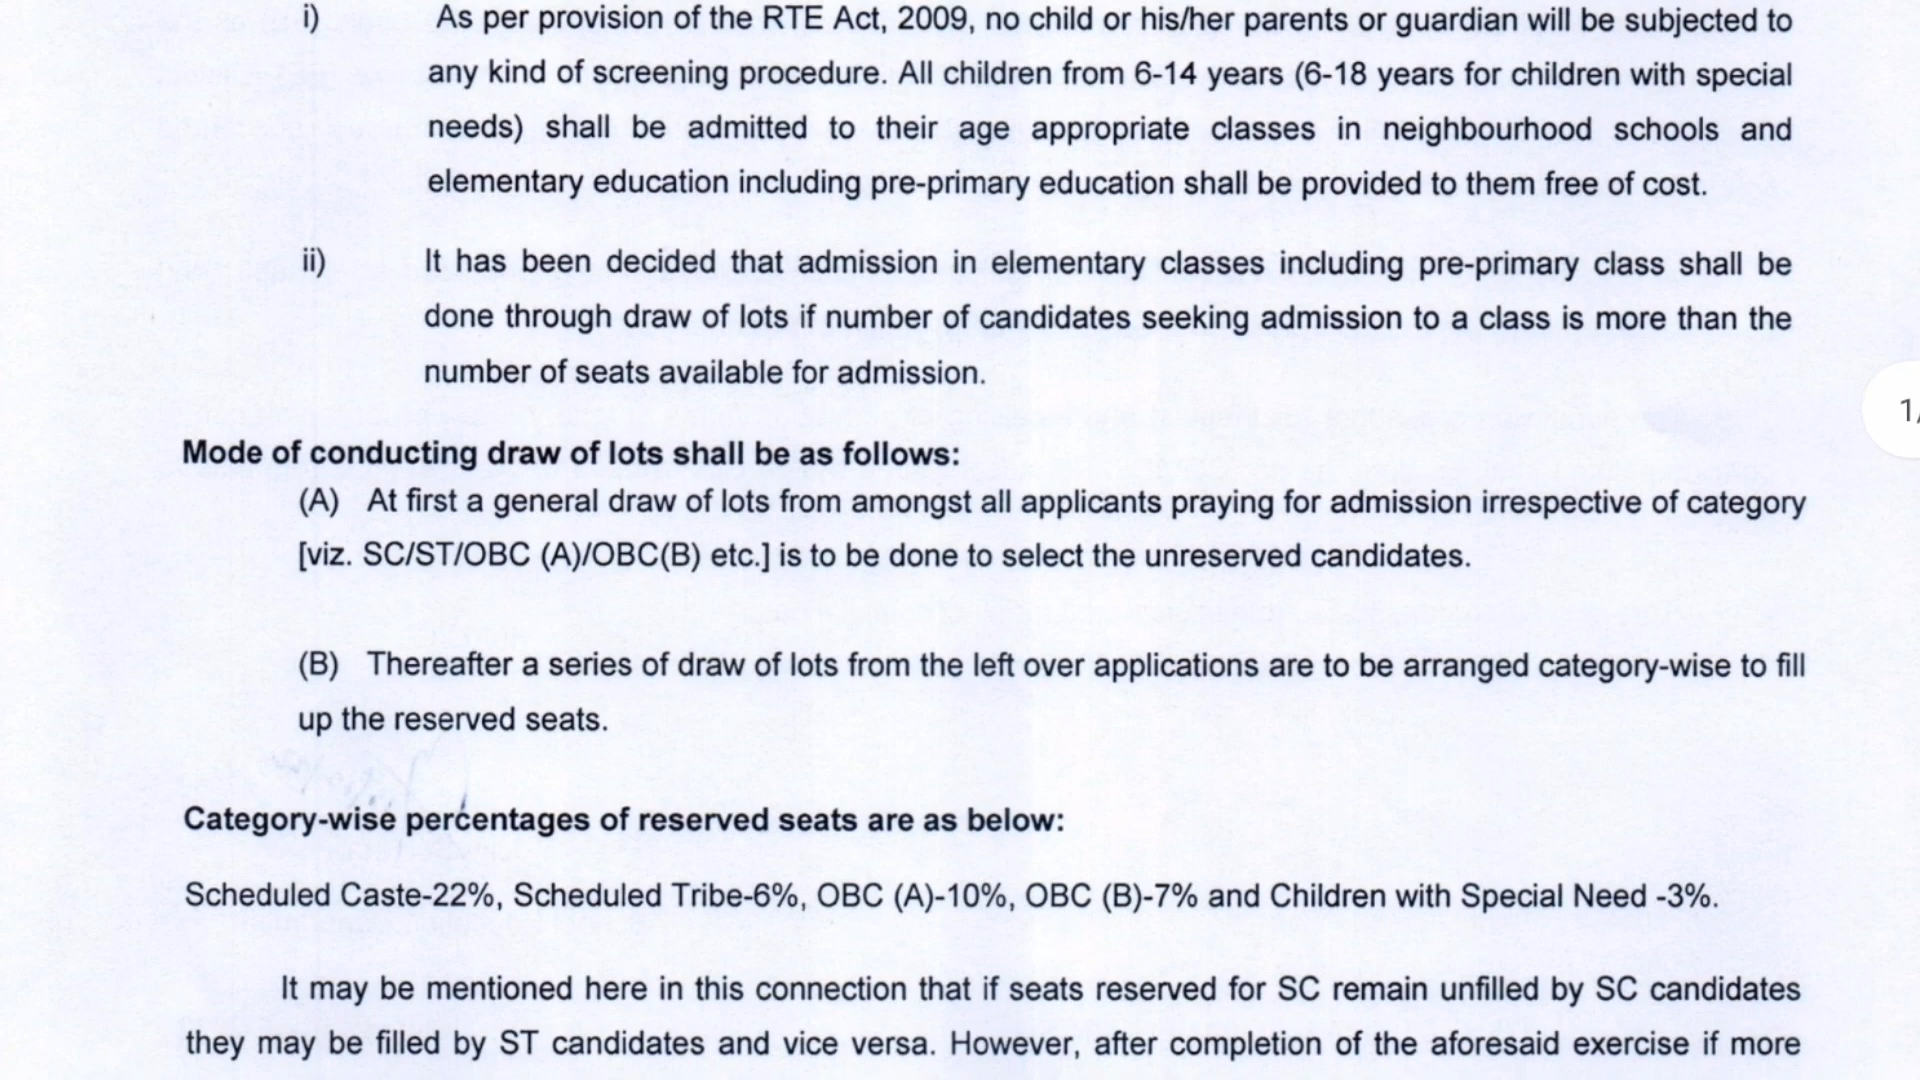 i) As per provision of the RTE Act, 2009, no child or his/her parents or guardian will be subjected to
any kind of screening procedure. All children from 6-14 years (6-18 years for children with special
needs) shall be admitted to their age appropriate classes in neighbourhood schools and
elementary education including pre-primary education shall be provided to them free of cost.
ii) It has been decided that admission in elementary classes including pre-primary class shall be
done through draw of lots if number of candidates seeking admission to a class is more than the
number of seats available for admission.
1/
Mode of conducting draw of lots shall be as follows:
(A) At first a general draw of lots from amongst all applicants praying for admission irrespective of category
[viz. SC/ST/OBC (A)/OBC(B) etc.] is to be done to select the unreserved candidates.
(B) Thereafter a series of draw of lots from the left over applications are to be arranged category-wise to fill
up the reserved seats.
Category-wise percentages of reserved seats are as below:
Scheduled Caste-22%, Scheduled Tribe-6%, OBC (A)-10%, OBC (B)-7% and Children with Special Need -3%.
It may be mentioned here in this connection that if seats reserved for SC remain unfilled by SC candidates
they may be filled by ST candidates and vice versa. However, after completion of the aforesaid exercise if more